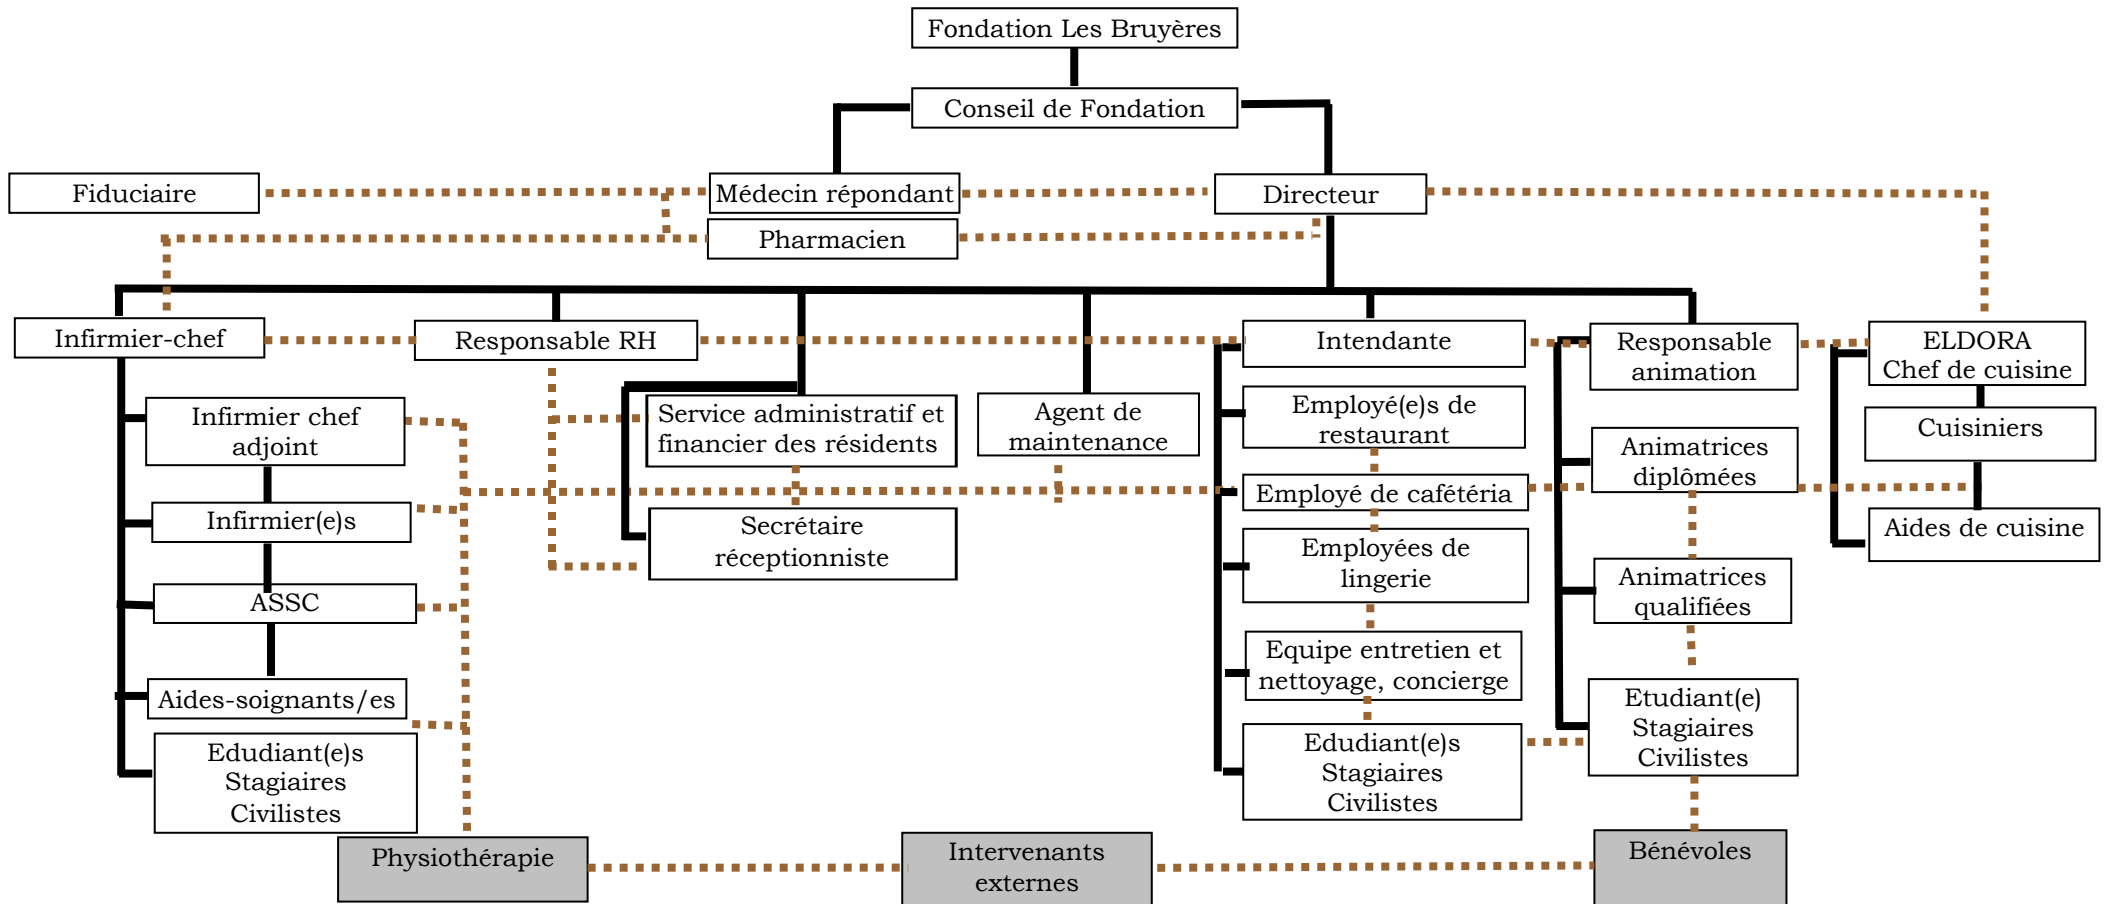 Fondation Les Bruyères
Conseil de Fondation
Fiduciaire
Médecin répondant
Directeur
Pharmacien
Infirmier-chef
Responsable RH
Intendante
Responsable
animation
ELDORA
Chef de cuisine
Infirmier chef
adjoint
Service administratif et
financier des résidents
Agent de
maintenance
Employé(e)s de
restaurant
Cuisiniers
Animatrices
diplômées
Employé de cafétéria
Infirmier(e)s
Secrétaire
réceptionniste
Aides de cuisine
Employées de
lingerie
Animatrices
qualifiées
ASSC
Equipe entretien et
nettoyage, concierge
Aides-soignants/es
Etudiant(e)
Stagiaires
Civilistes
Edudiant(e)s
Stagiaires
Civilistes
Edudiant(e)s
Stagiaires
Civilistes
Physiothérapie
Intervenants
externes
Bénévoles